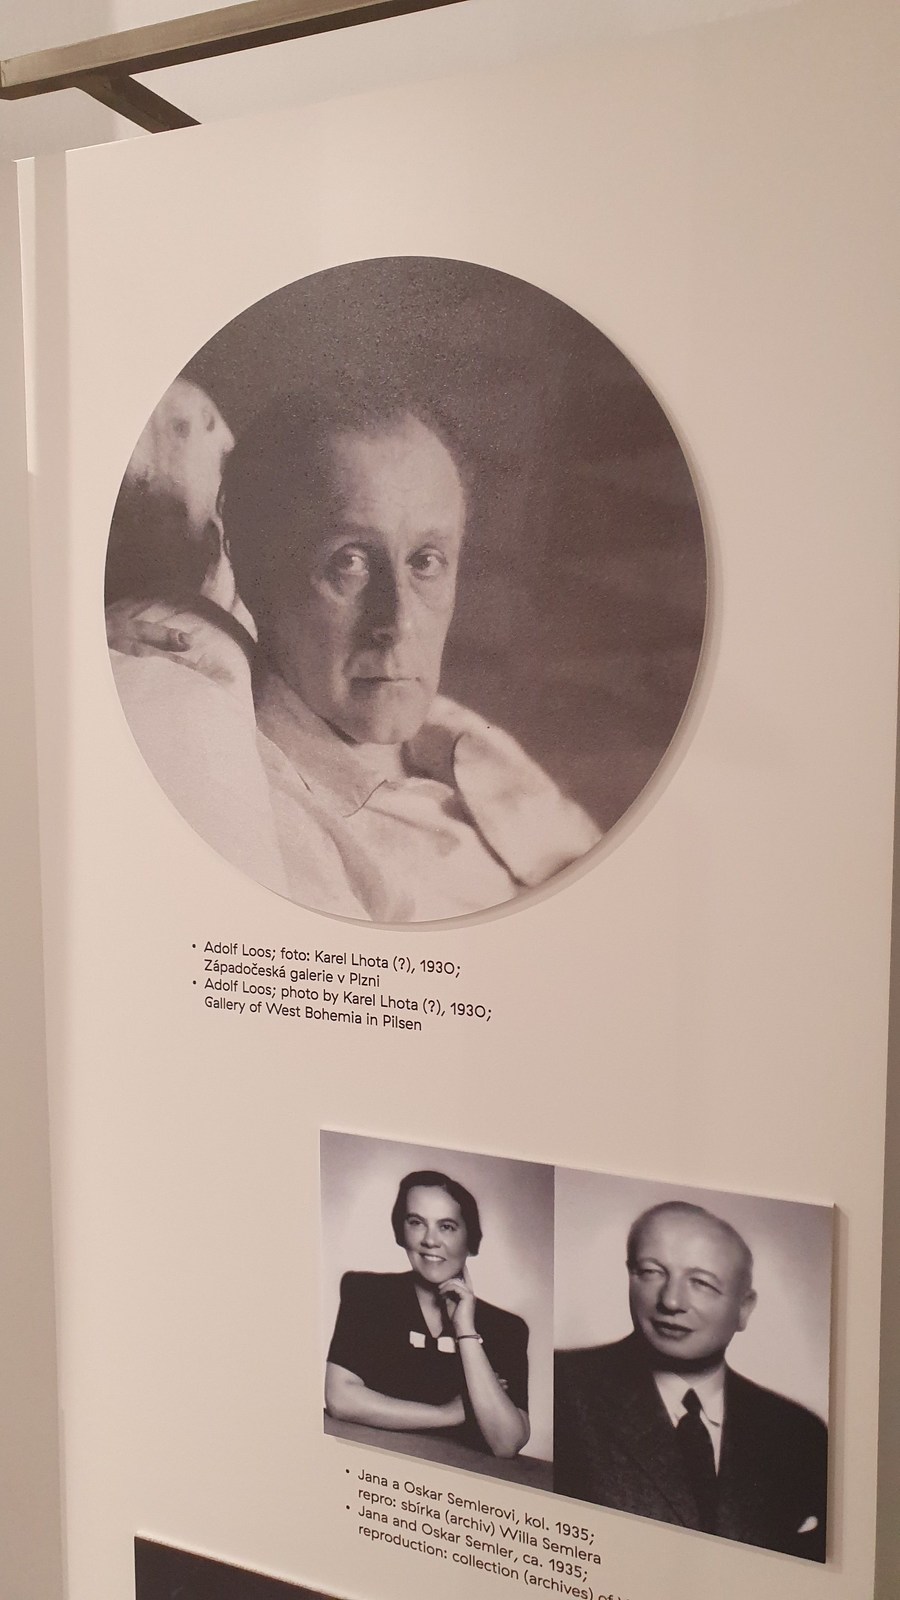 • Adolf Loos; foto: Karel Lhota (?), 1930;
Západočeská galerie v Plzni
• Adolf Loos; photo by Karel Lhota (?), 1930;
Gallery of West Bohemia in Pilsen
• Jana a Oskar Semlerovi, kol. 1935;
repro: sbírka (archiv) Willa Semlera
• Jana and Oskar Semler, ca. 1935;
reproduction: collection (archives) of